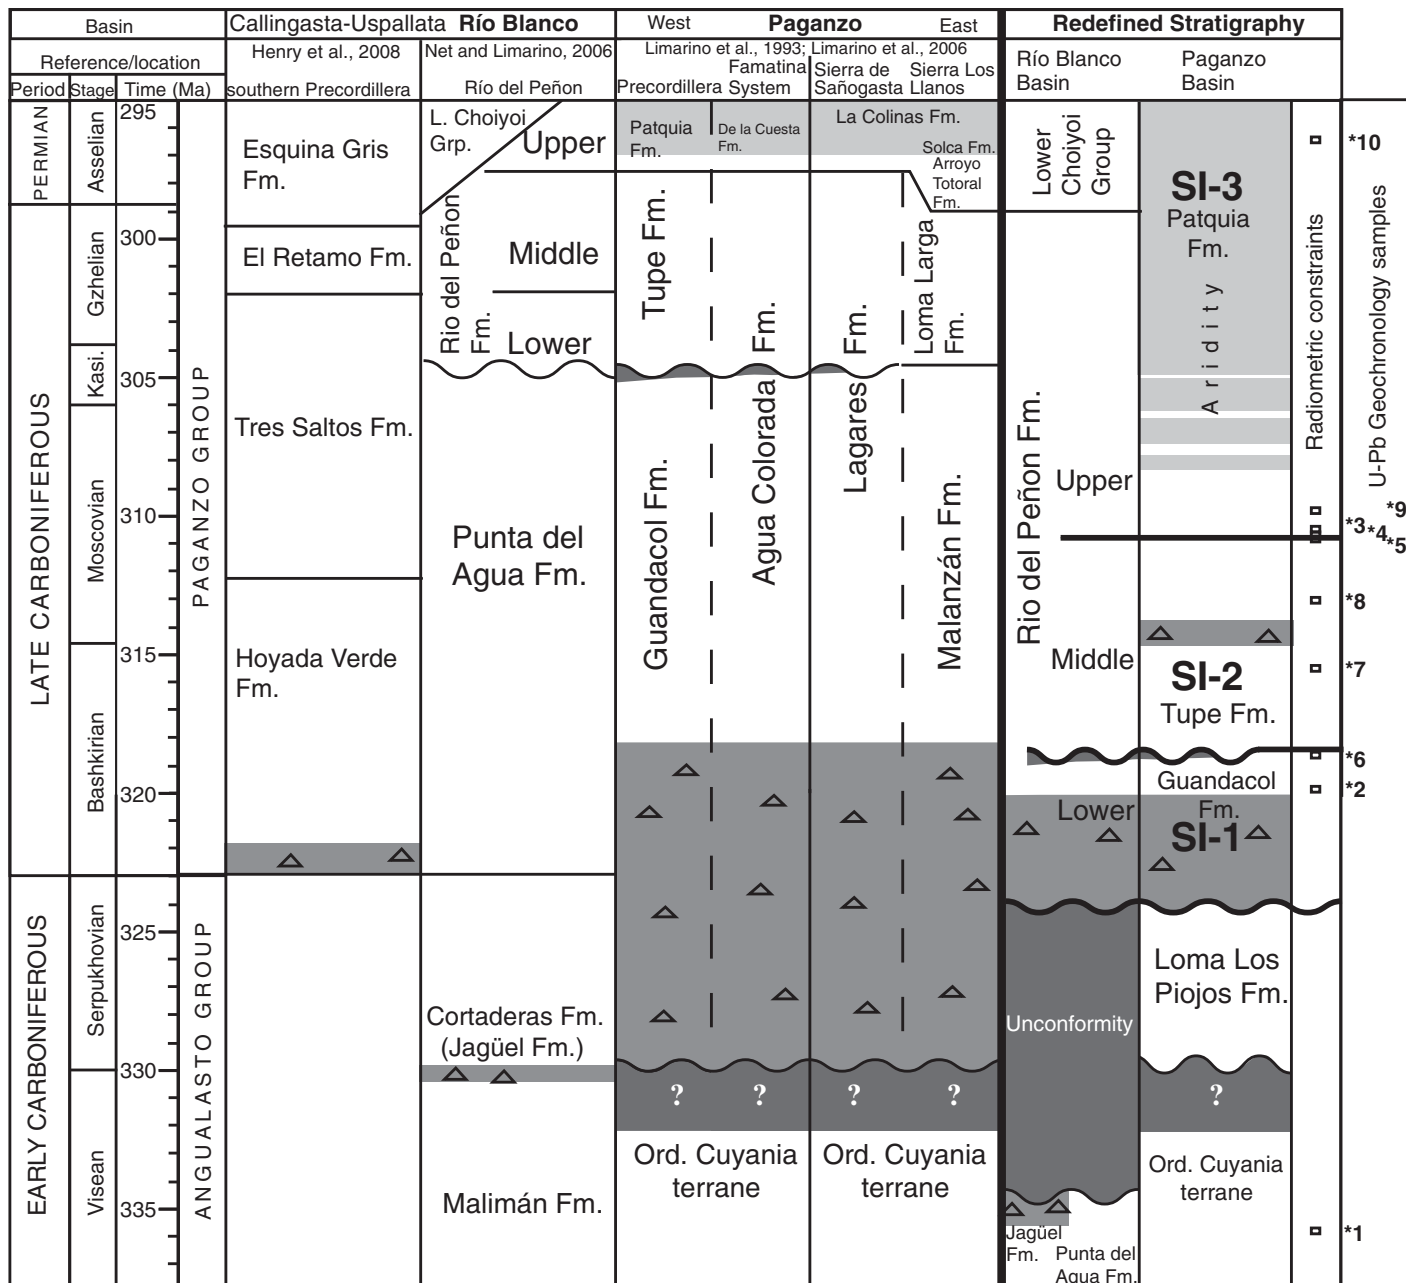 Basin
Callingasta-Uspallata Río Blanco
West Paganzo East
Redefined Stratigraphy
Reference/location
Henry et al., 2008
Net and Limarino, 2006
Limarino et al., 1993; Limarino et al., 2006
Río Blanco
Basin
Paganzo
Basin
Period
Stage
Time (Ma)
southern Precordillera
Río del Peñon
Precordillera
Famatina
System
Sierra de
Sañogasta
Sierra Los
Llanos
PERMIAN
LATE CARBONIFEROUS
EARLY CARBONIFEROUS
Asselian
Gzhelian
Kasi.
Moscovian
Bashkirian
Serpukhovian
Visean
295
300
305
310
315
320
325
330
335
PAGANZO GROUP
ANGUALASTO GROUP
Esquina Gris
Fm.
El Retamo Fm.
Tres Saltos Fm.
Hoyada Verde
Fm.
L. Choiyoi
Grp.
Upper
Rio del Peñon
Fm.
Middle
Lower
Punta del
Agua Fm.
Cortaderas Fm.
(Jagüel Fm.)
Malimán Fm.
Patquia
Fm.
De la Cuesta
Fm.
La Colinas Fm.
Solca Fm.
Arroyo
Totoral
Fm.
Tupe Fm.
Guandacol Fm.
Agua Colorada Fm.
Lagares Fm.
Loma Larga
Fm.
Malanzán Fm.
? ? ? ?
Ord. Cuyania
terrane
Ord. Cuyania
terrane
Lower
Choiyoi
Group
Rio del Peñon Fm.
Upper
Middle
Lower
Unconformity
Jagüel
Fm.
Punta del
Agua Fm.
SI-3
Patquia
Fm.
Aridity
SI-2
Tupe Fm.
Guandacol
Fm.
SI-1
Loma Los
Piojos Fm.
?
Ord. Cuyania
terrane
Radiometric constraints
U-Pb Geochronology samples
*10
*9
*3
*4
*5
*8
*7
*6
*2
*1